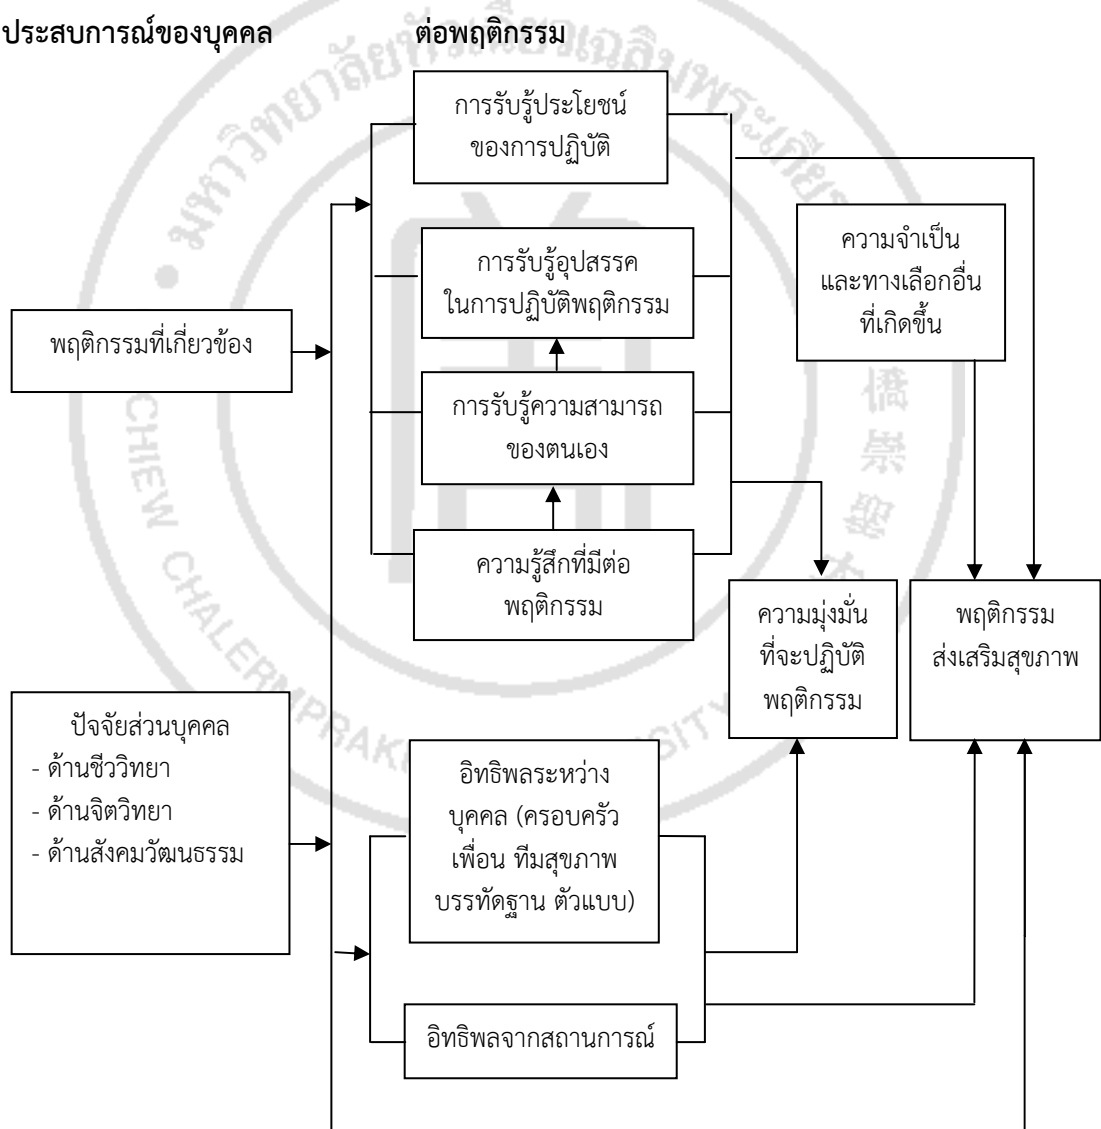 ประสบการณ์ของบุคคล
ต่อพฤติกรรม
การรับรู้ประโยชน์
ของการปฏิบัติ
การรับรู้อุปสรรค
ในการปฏิบัติพฤติกรรม
ความจำเป็น
และทางเลือกอื่น
ที่เกิดขึ้น
พฤติกรรมที่เกี่ยวข้อง
การรับรู้ความสามารถ
ของตนเอง
ความรู้สึกที่มีต่อ
พฤติกรรม
ความมุ่งมั่น
ที่จะปฏิบัติ
พฤติกรรม
พฤติกรรม
ส่งเสริมสุขภาพ
ปัจจัยส่วนบุคคล
- ด้านชีววิทยา
- ด้านจิตวิทยา
- ด้านสังคมวัฒนธรรม
อิทธิพลระหว่าง
บุคคล (ครอบครัว
เพื่อน ทีมสุขภาพ
บรรทัดฐาน ตัวแบบ)
อิทธิพลจากสถานการณ์
CHIEW